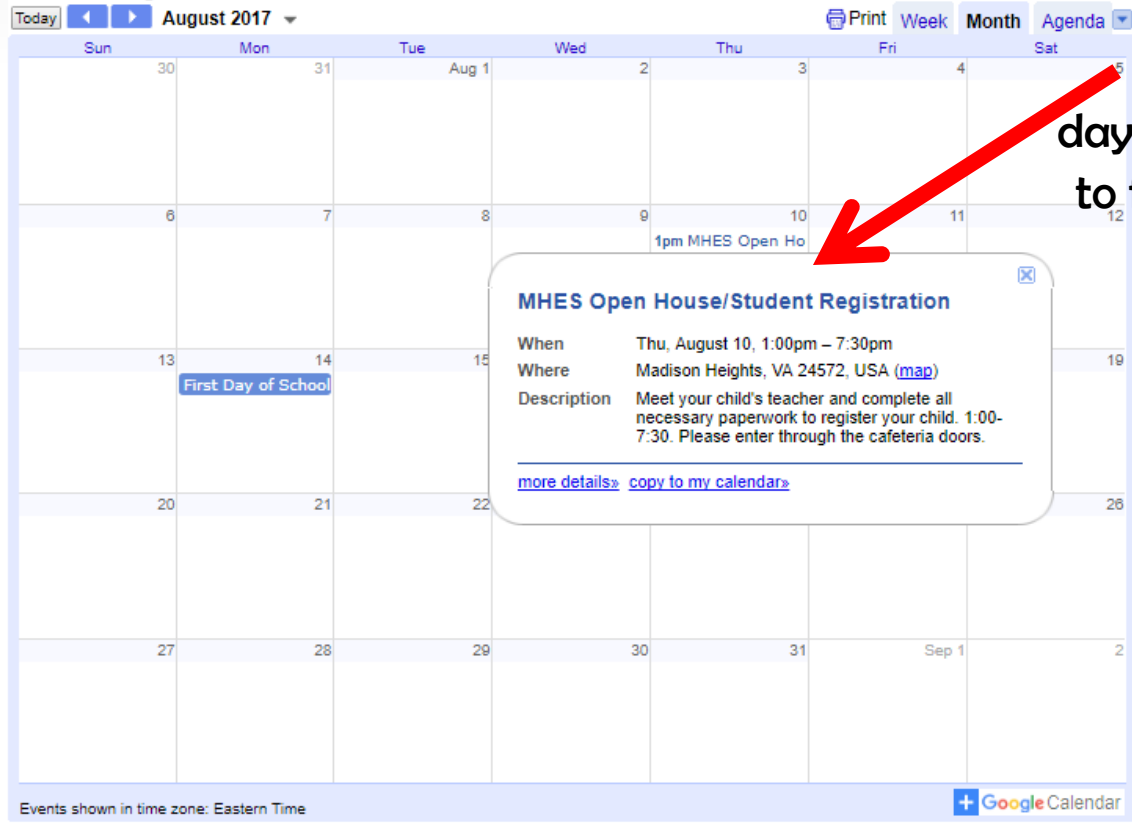 Today August 2017 Print Week Month Agenda
Sun Mon Tue Wed Thu Fri Sat
30 31 Aug 1 2 3 4 5
day
to
6 7 8 9 10 11 12
1pm MHES Open Ho
MHES Open House/Student Registration
When Thu, August 10, 1:00pm – 7:30pm
Where Madison Heights, VA 24572, USA (map)
Description Meet your child's teacher and complete all
necessary paperwork to register your child. 1:00-
7:30. Please enter through the cafeteria doors.
more details» copy to my calendar»
13 14 15 19
First Day of School
20 21 22 26
27 28 29 30 31 Sep 1 2
Events shown in time zone: Eastern Time
Google Calendar